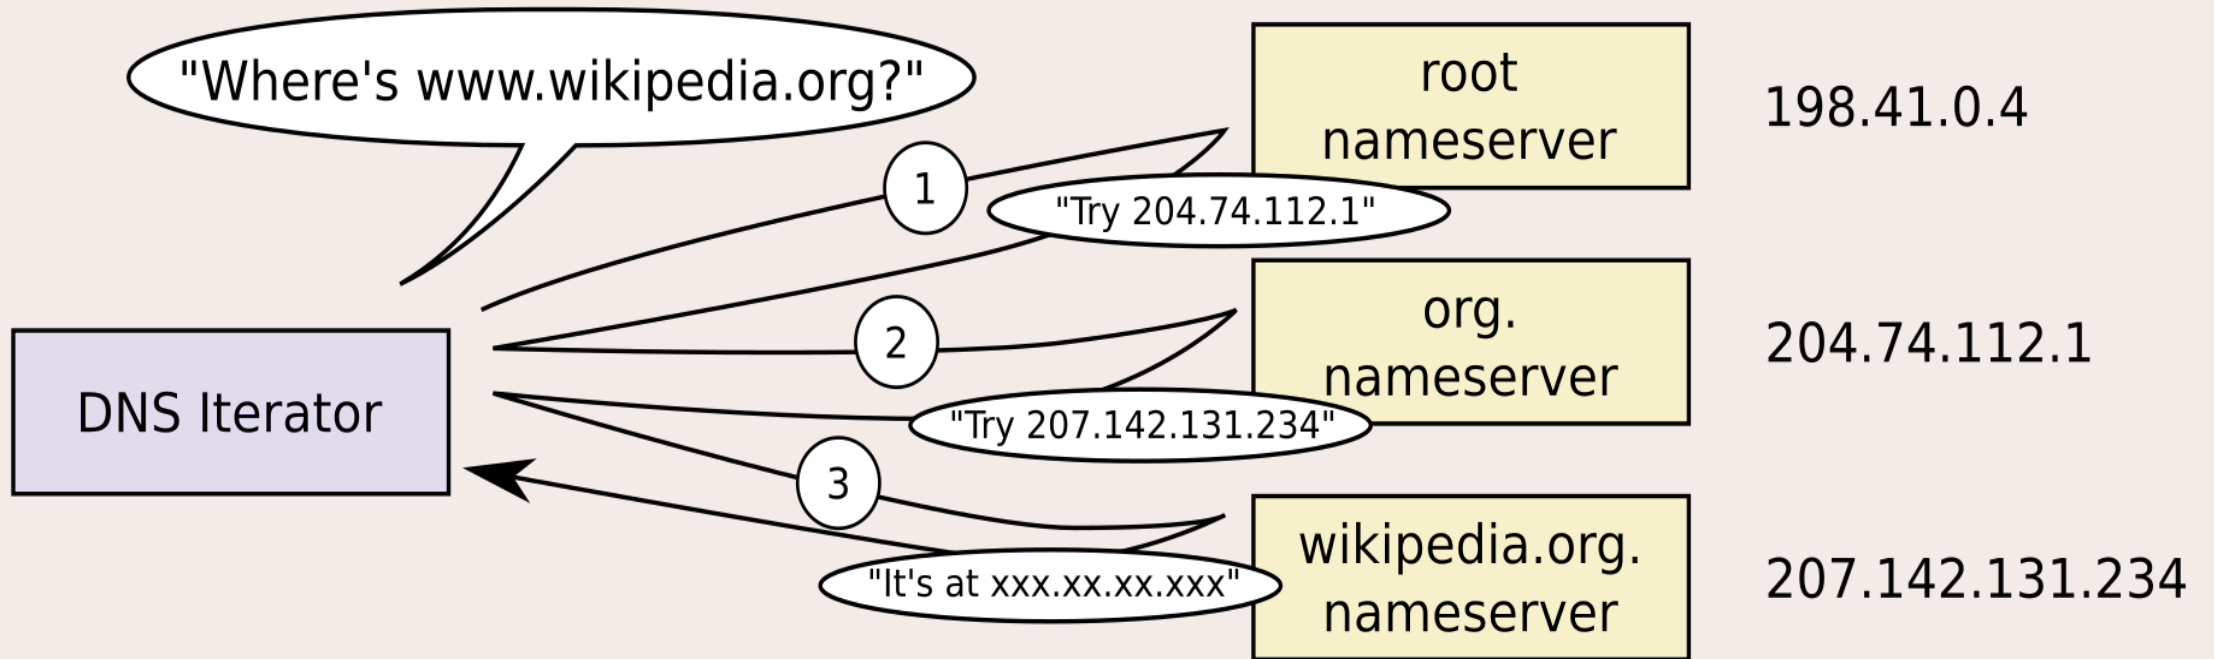 "Where's www.wikipedia.org?"
root
nameserver
198.41.0.4
1
"Try 204.74.112.1"
org.
nameserver
204.74.112.1
2
"Try 207.142.131.234"
DNS Iterator
3
wikipedia.org.
nameserver
207.142.131.234
"It's at xxx.xx.xx.xxx"